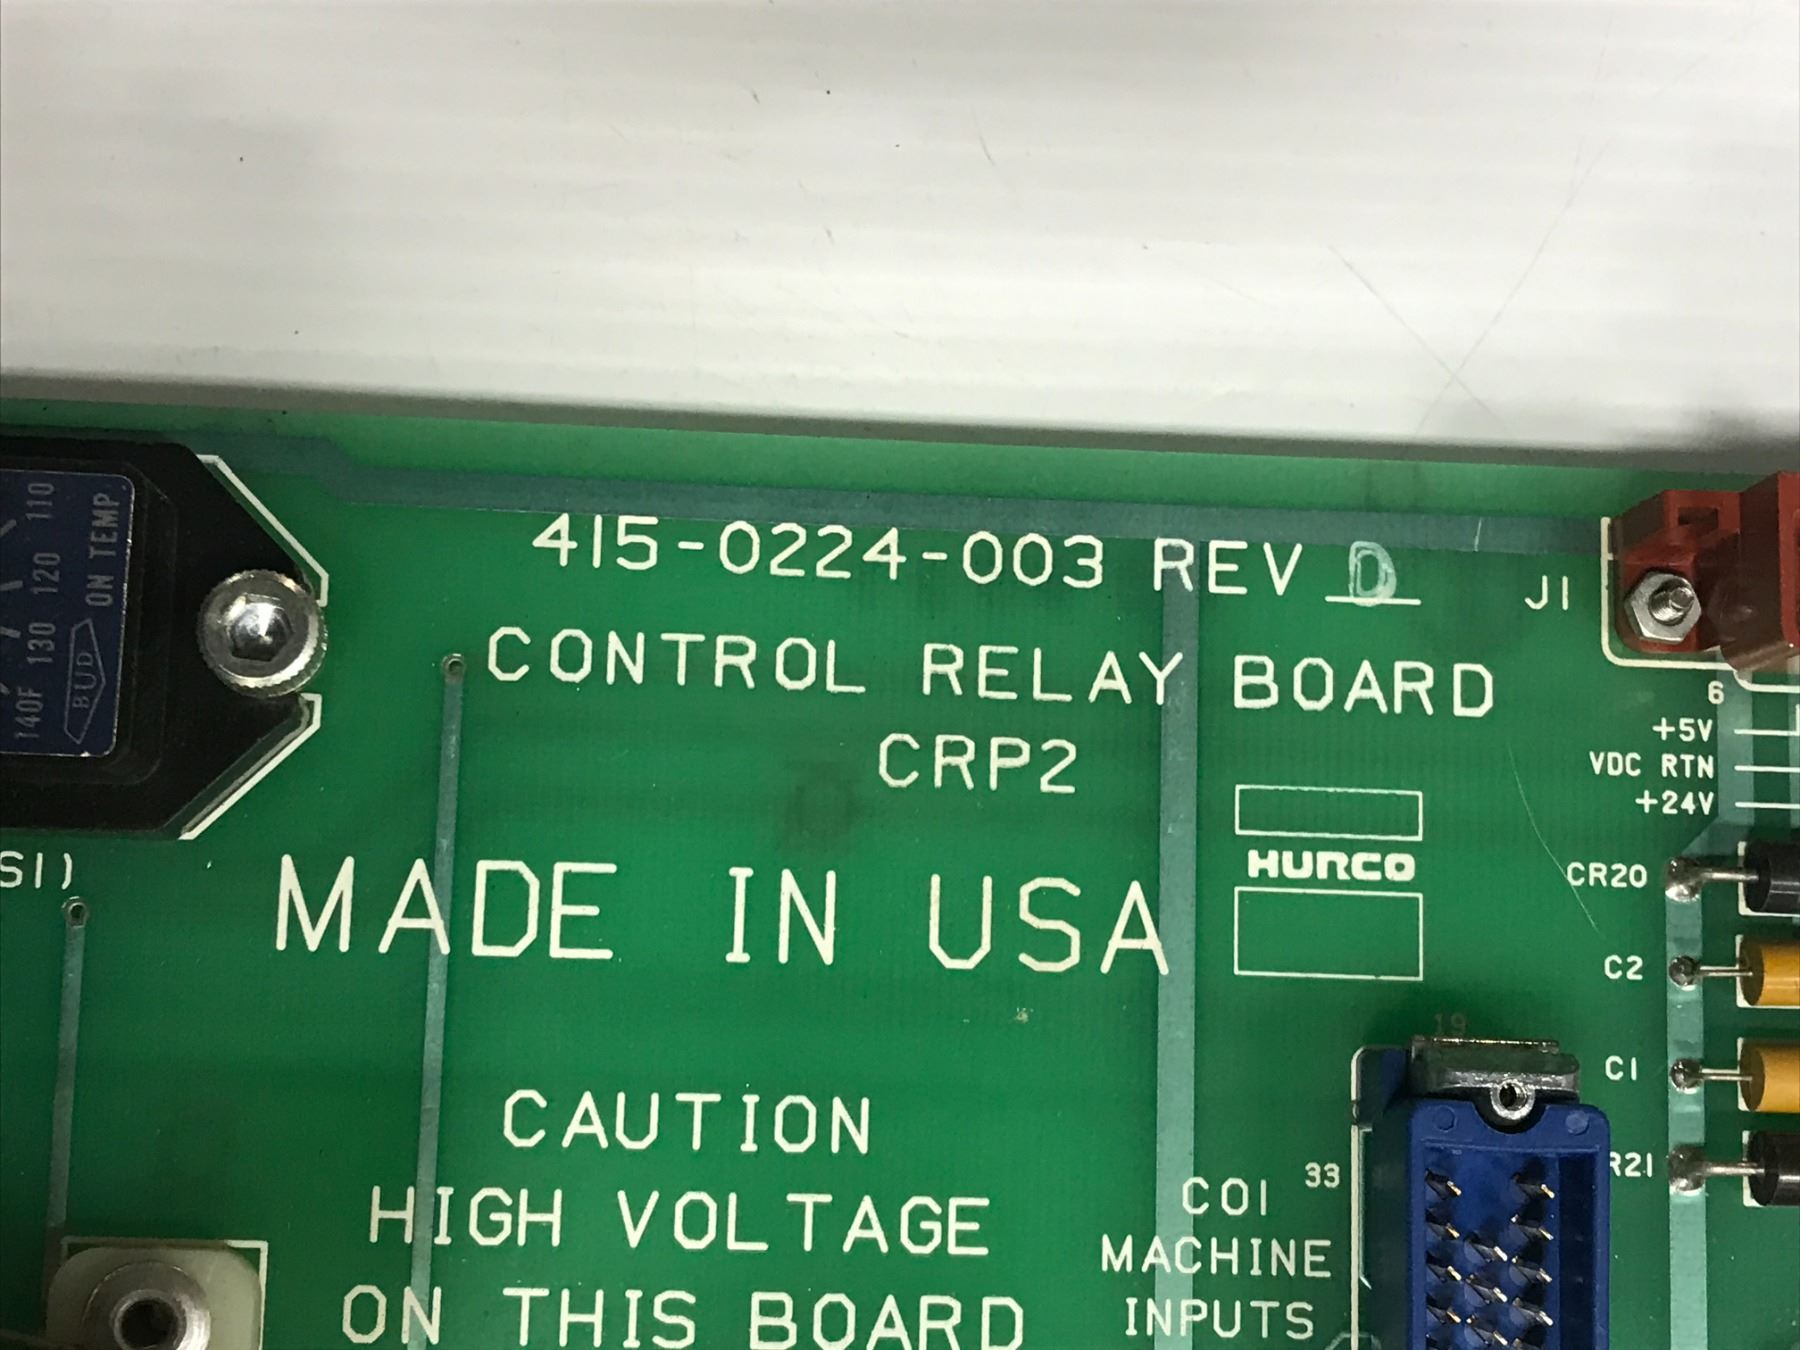 415-0224-003 REV D
CONTROL RELAY BOARD
CRP2
MADE IN USA
HURCO
CAUTION
HIGH VOLTAGE
ON THIS BOARD
J1
6
+5V
VDC RTN
+24V
CR20
C2
C1
R21
19
33
CO1
MACHINE
INPUTS
110
120
130
140F
ON TEMP.
BUD
S1)